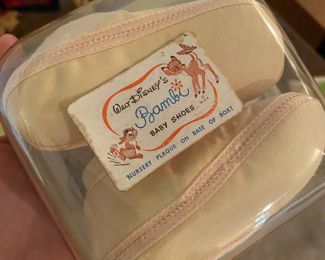 WALT DISNEY'S
Bambi
BABY SHOES
NURSERY PLAQUE ON BASE OF BOX!